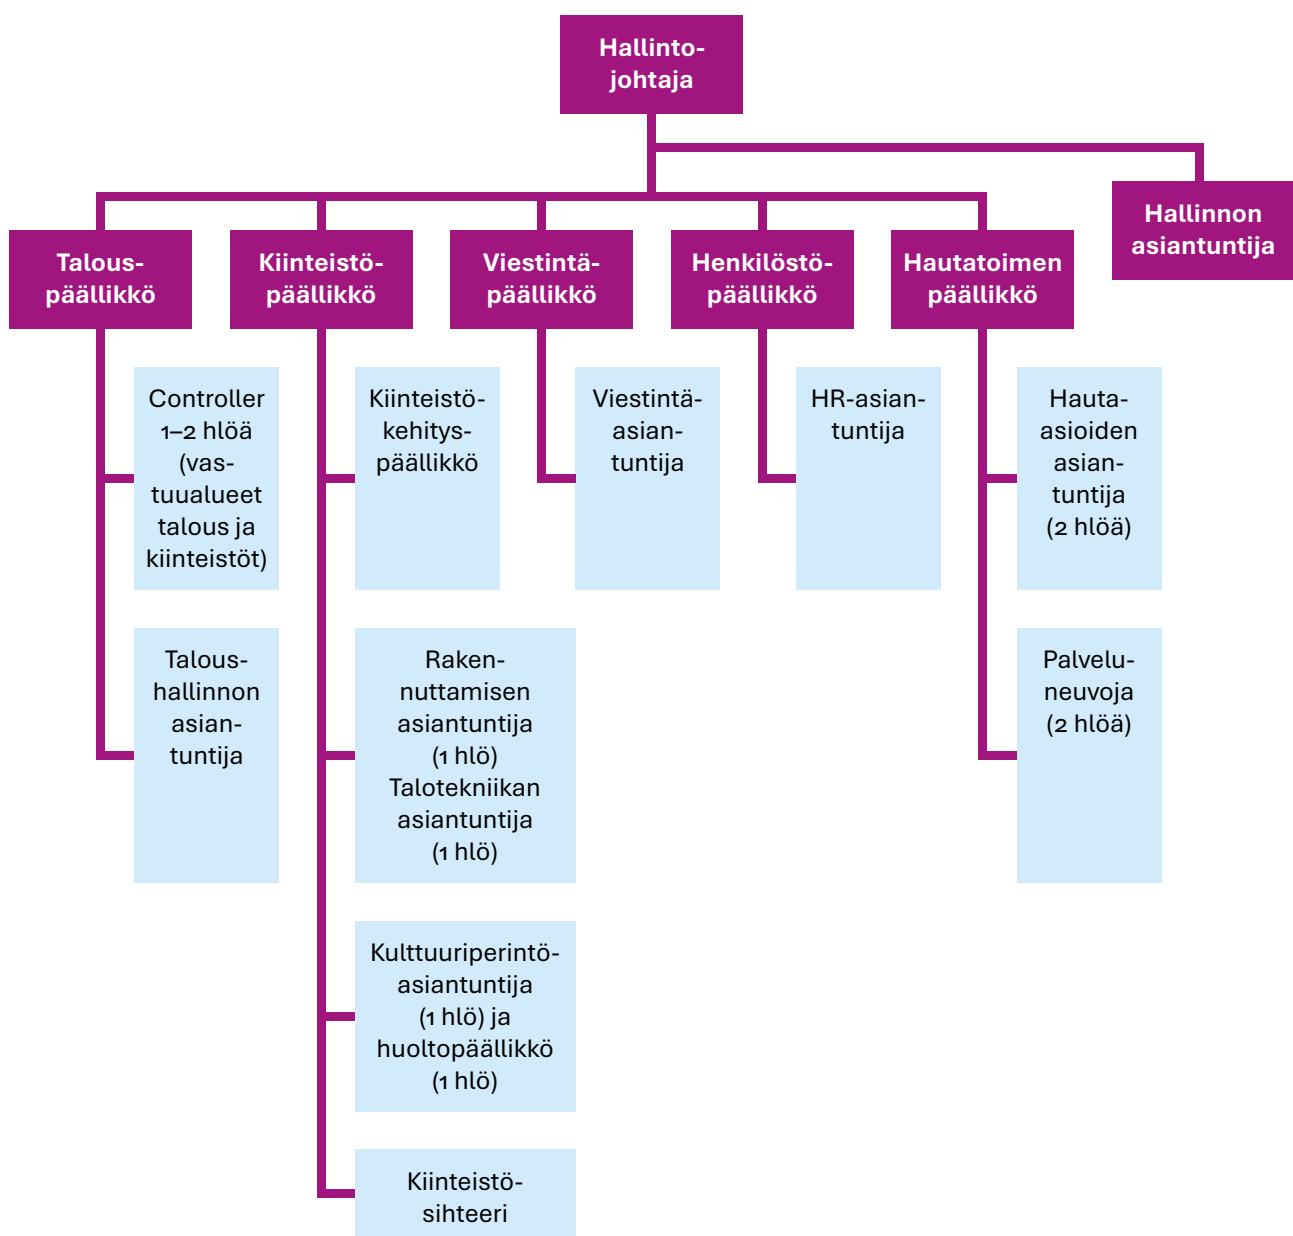 Hallinto-
johtaja
Hallinnon
asiantuntija
Talous-
päällikkö
Kiinteistö-
päällikkö
Viestintä-
päällikkö
Henkilöstö-
päällikkö
Hautatoimen
päällikkö
Controller
1–2 hlöä
(vas-
tuualueet
talous ja
kiinteistöt)
Talous-
hallinnon
asian-
tuntija
Kiinteistö-
kehitys-
päällikkö
Raken-
nuttamisen
asiantuntija
(1 hlö)
Talotekniikan
asiantuntija
(1 hlö)
Kulttuuriperintö-
asiantuntija
(1 hlö) ja
huoltopäällikkö
(1 hlö)
Kiinteistö-
sihteeri
Viestintä-
asian-
tuntija
HR-asian-
tuntija
Hauta-
asioiden
asian-
tuntija
(2 hlöä)
Palvelu-
neuvoja
(2 hlöä)